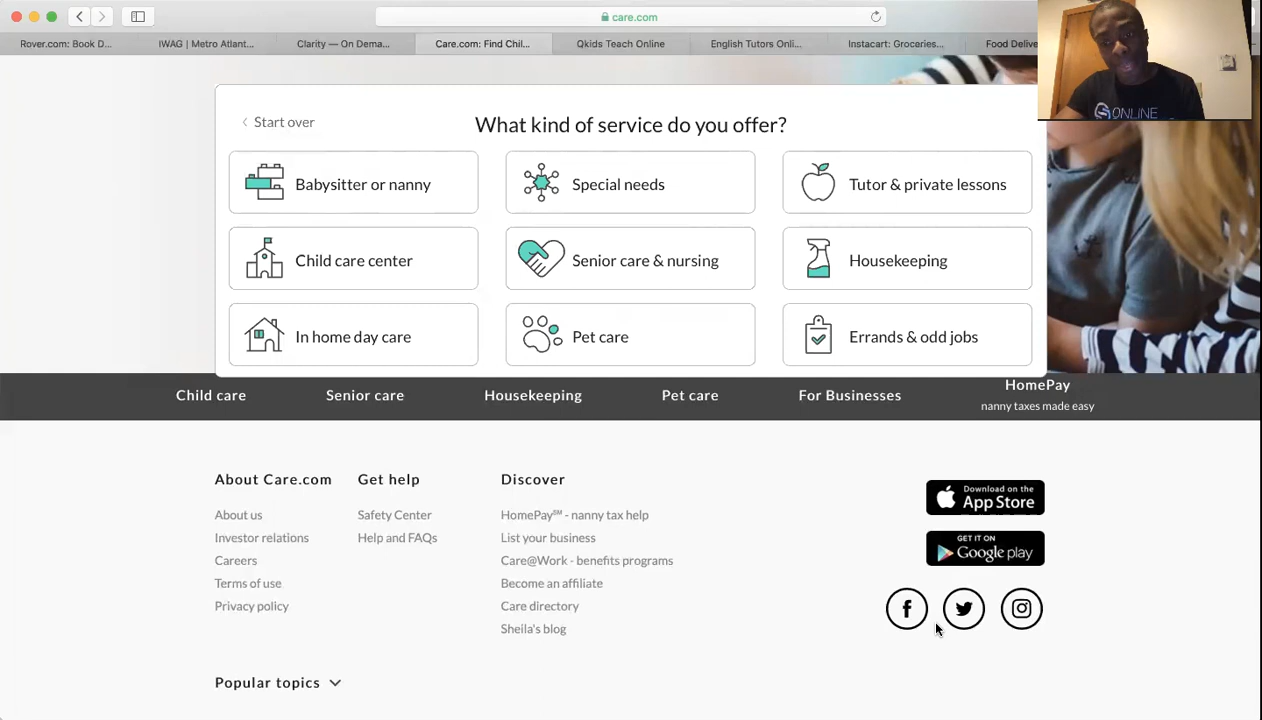 care.com
Rover.com: Book D...
IWAG | Metro Atlant...
Clarity — On Dema...
Care.com: Find Chil...
Qkids Teach Online
English Tutors Onli...
Instacart: Groceries...
Food Delive
ONLINE
Start over
What kind of service do you offer?
Babysitter or nanny
Special needs
Tutor & private lessons
Child care center
Senior care & nursing
Housekeeping
In home day care
Pet care
Errands & odd jobs
Child care
Senior care
Housekeeping
Pet care
For Businesses
HomePay
nanny taxes made easy
About Care.com
About us
Investor relations
Careers
Terms of use
Privacy policy
Get help
Safety Center
Help and FAQs
Discover
HomePay℠ - nanny tax help
List your business
Care@Work - benefits programs
Become an affiliate
Care directory
Sheila's blog
Download on the
App Store
GET IT ON
Google play
Popular topics